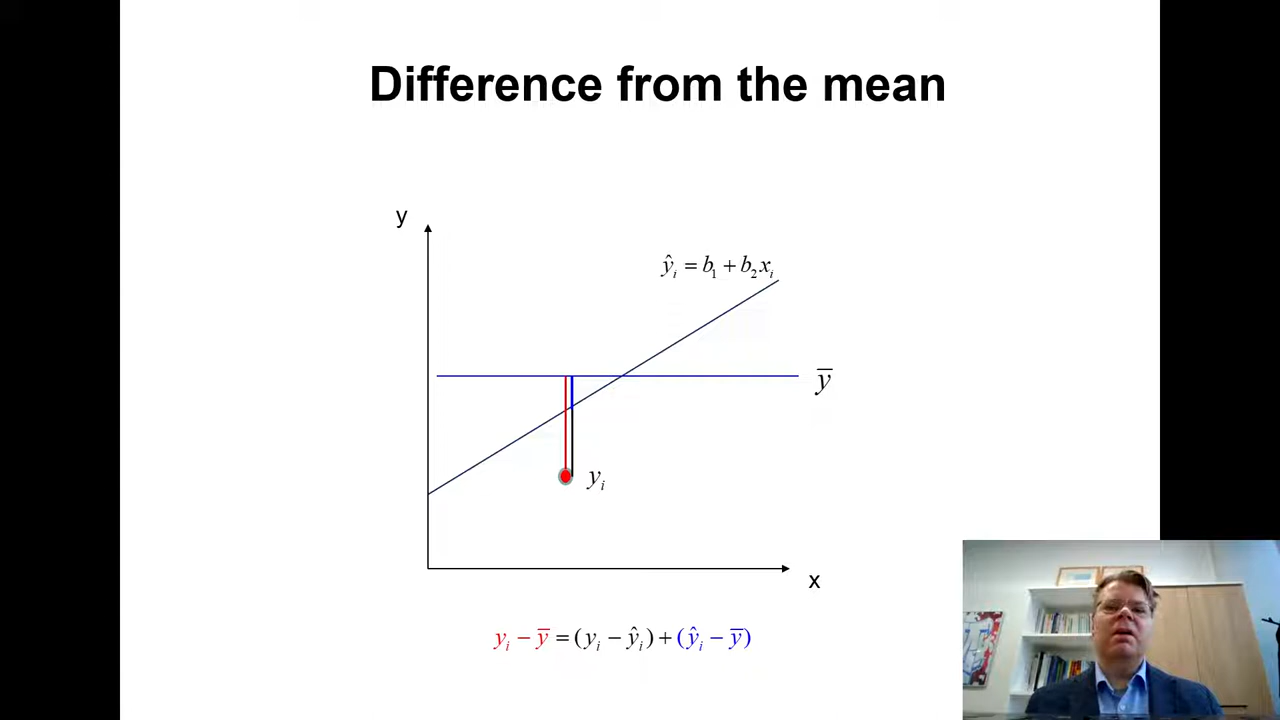 Difference from the mean
y
ŷᵢ = b₁ + b₂xᵢ
y̅
yᵢ
x
yᵢ − y̅ = (yᵢ − ŷᵢ) + (ŷᵢ − y̅)